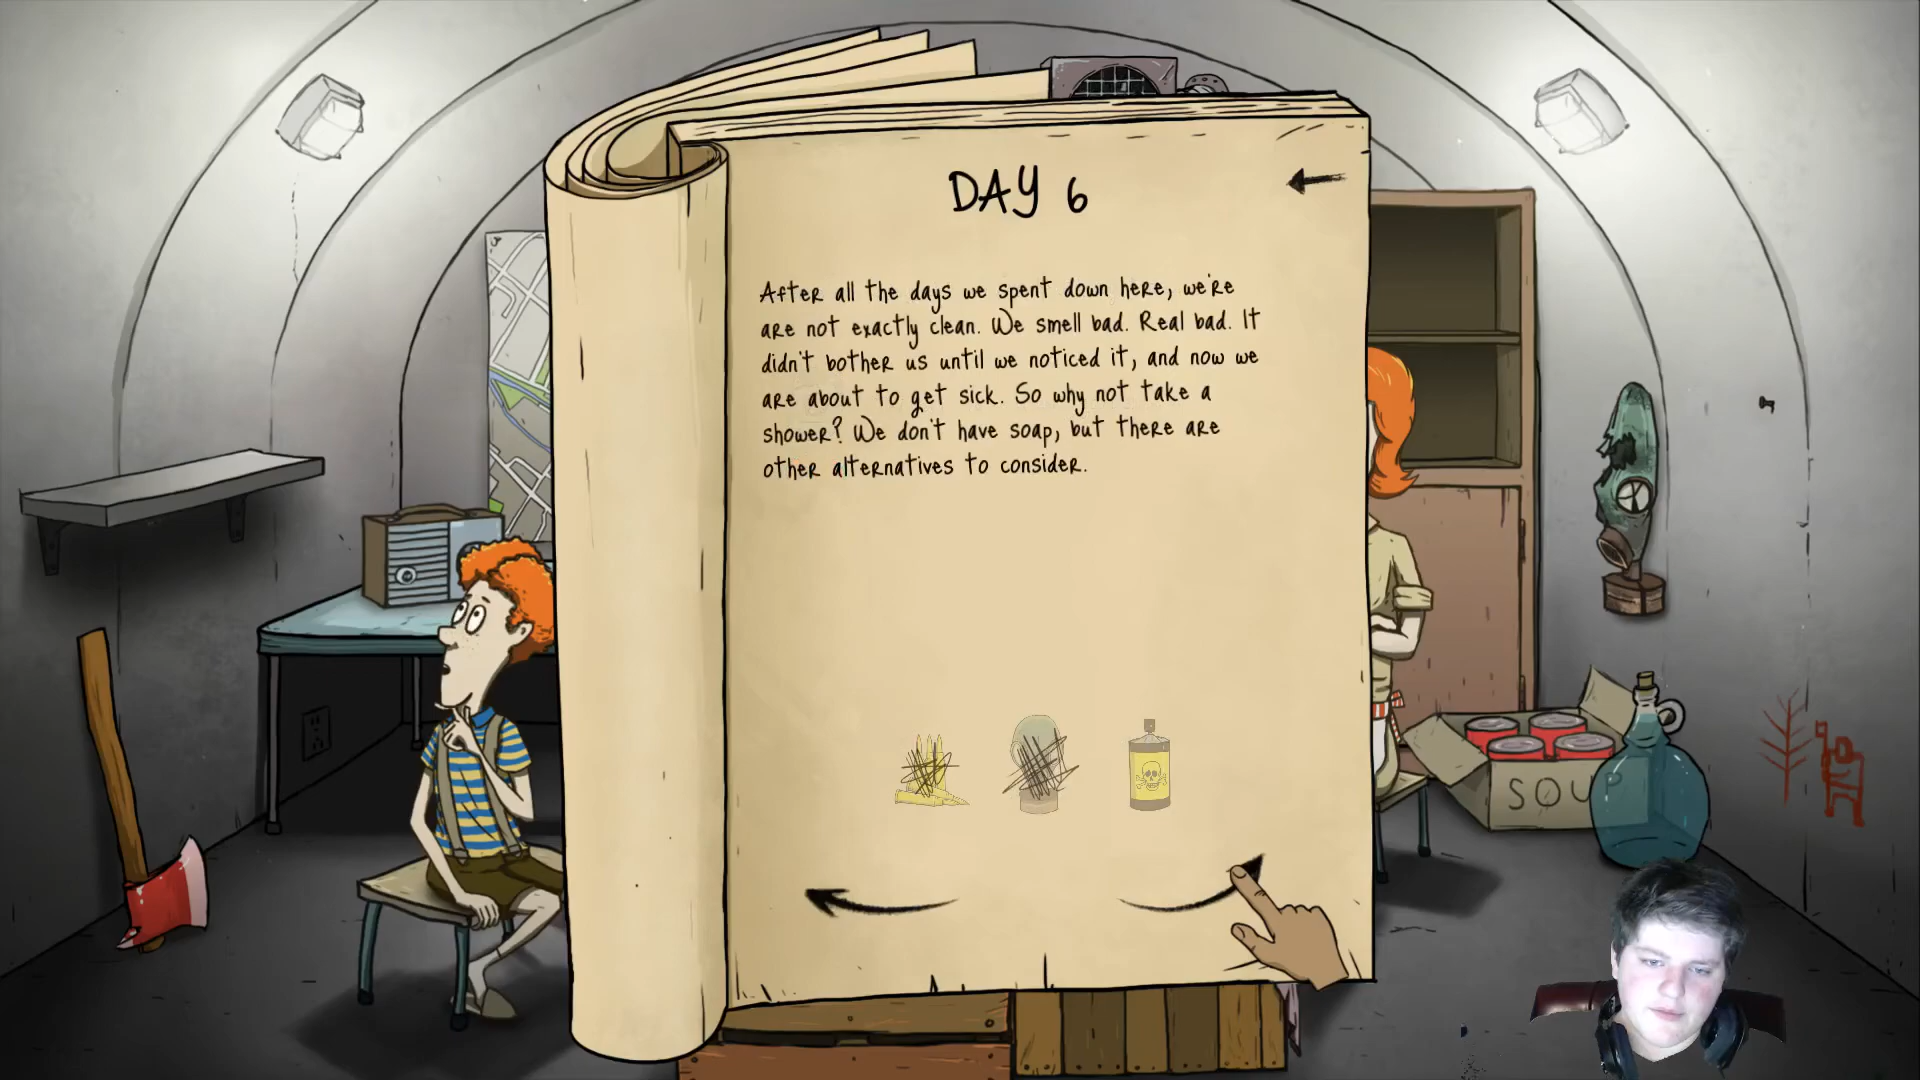 DAY 6
After all the days we spent down here, we're
are not exactly clean. We smell bad. Real bad. It
didn't bother us until we noticed it, and now we
are about to get sick. So why not take a
shower? We don't have soap, but there are
other alternatives to consider.
SOU